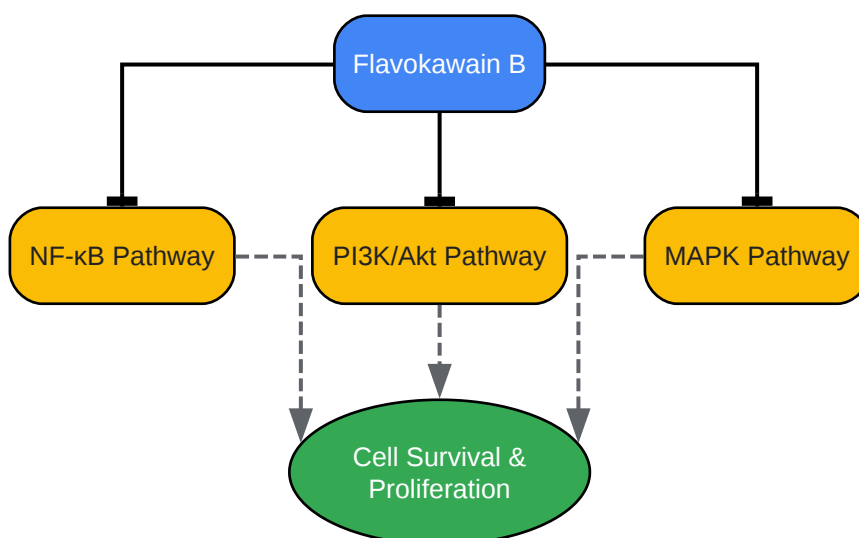 Flavokawain B
NF-κB Pathway
PI3K/Akt Pathway
MAPK Pathway
Cell Survival &
Proliferation